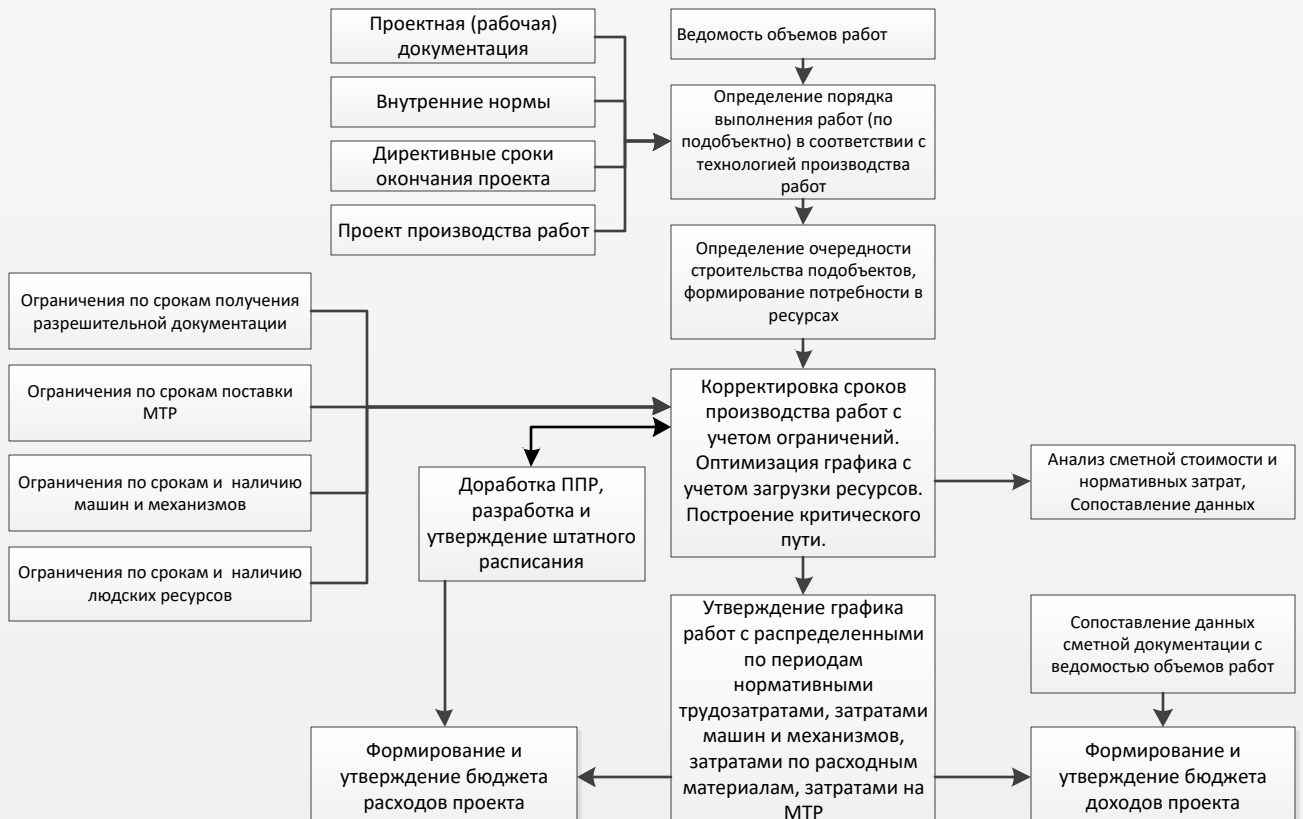 Проектная (рабочая)
документация
Ведомость объемов работ
Внутренние нормы
Определение порядка
выполнения работ (по
подобъектно) в соответствии с
технологией производства
работ
Директивные сроки
окончания проекта
Проект производства работ
Определение очередности
строительства подобъектов,
формирование потребности в
ресурсах
Ограничения по срокам получения
разрешительной документации
Ограничения по срокам поставки
МТР
Ограничения по срокам и наличию
машин и механизмов
Ограничения по срокам и наличию
людских ресурсов
Корректировка сроков
производства работ с
учетом ограничений.
Оптимизация графика с
учетом загрузки ресурсов.
Построение критического
пути.
Доработка ППР,
разработка и
утверждение штатного
расписания
Анализ сметной стоимости и
нормативных затрат,
Сопоставление данных
Утверждение графика
работ с распределенными
по периодам
нормативными
трудозатратами, затратами
машин и механизмов,
затратами по расходным
материалам, затратами на
МТР
Сопоставление данных
сметной документации с
ведомостью объемов работ
Формирование и
утверждение бюджета
расходов проекта
Формирование и
утверждение бюджета
доходов проекта